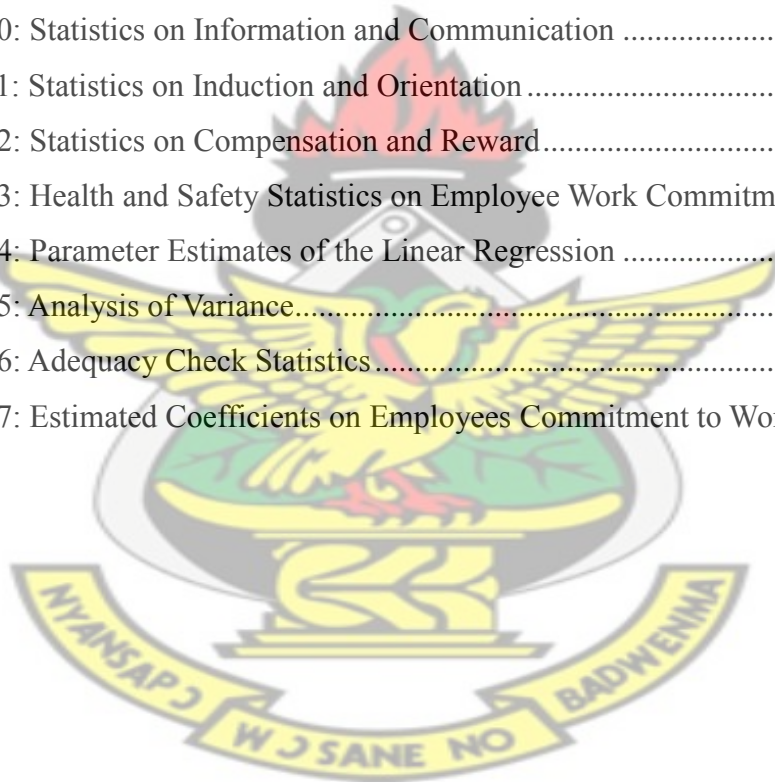 0: Statistics on Information and Communication ....................
1: Statistics on Induction and Orientation .................................
2: Statistics on Compensation and Reward ..............................
3: Health and Safety Statistics on Employee Work Commitm
4: Parameter Estimates of the Linear Regression ....................
5: Analysis of Variance ..............................................................
6: Adequacy Check Statistics ....................................................
7: Estimated Coefficients on Employees Commitment to Wo
NYANSAPƆ
WƆ SANE NO
BADWENMA